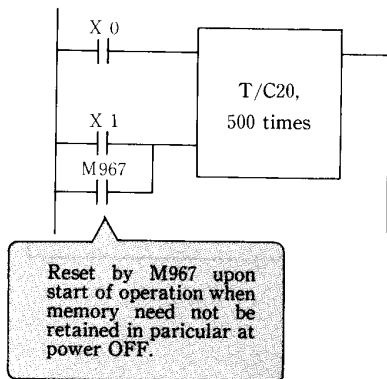 X 0
T/C20,
500 times
X 1
M967
Reset by M967 upon
start of operation when
memory need not be
retained in paricular at
power OFF.